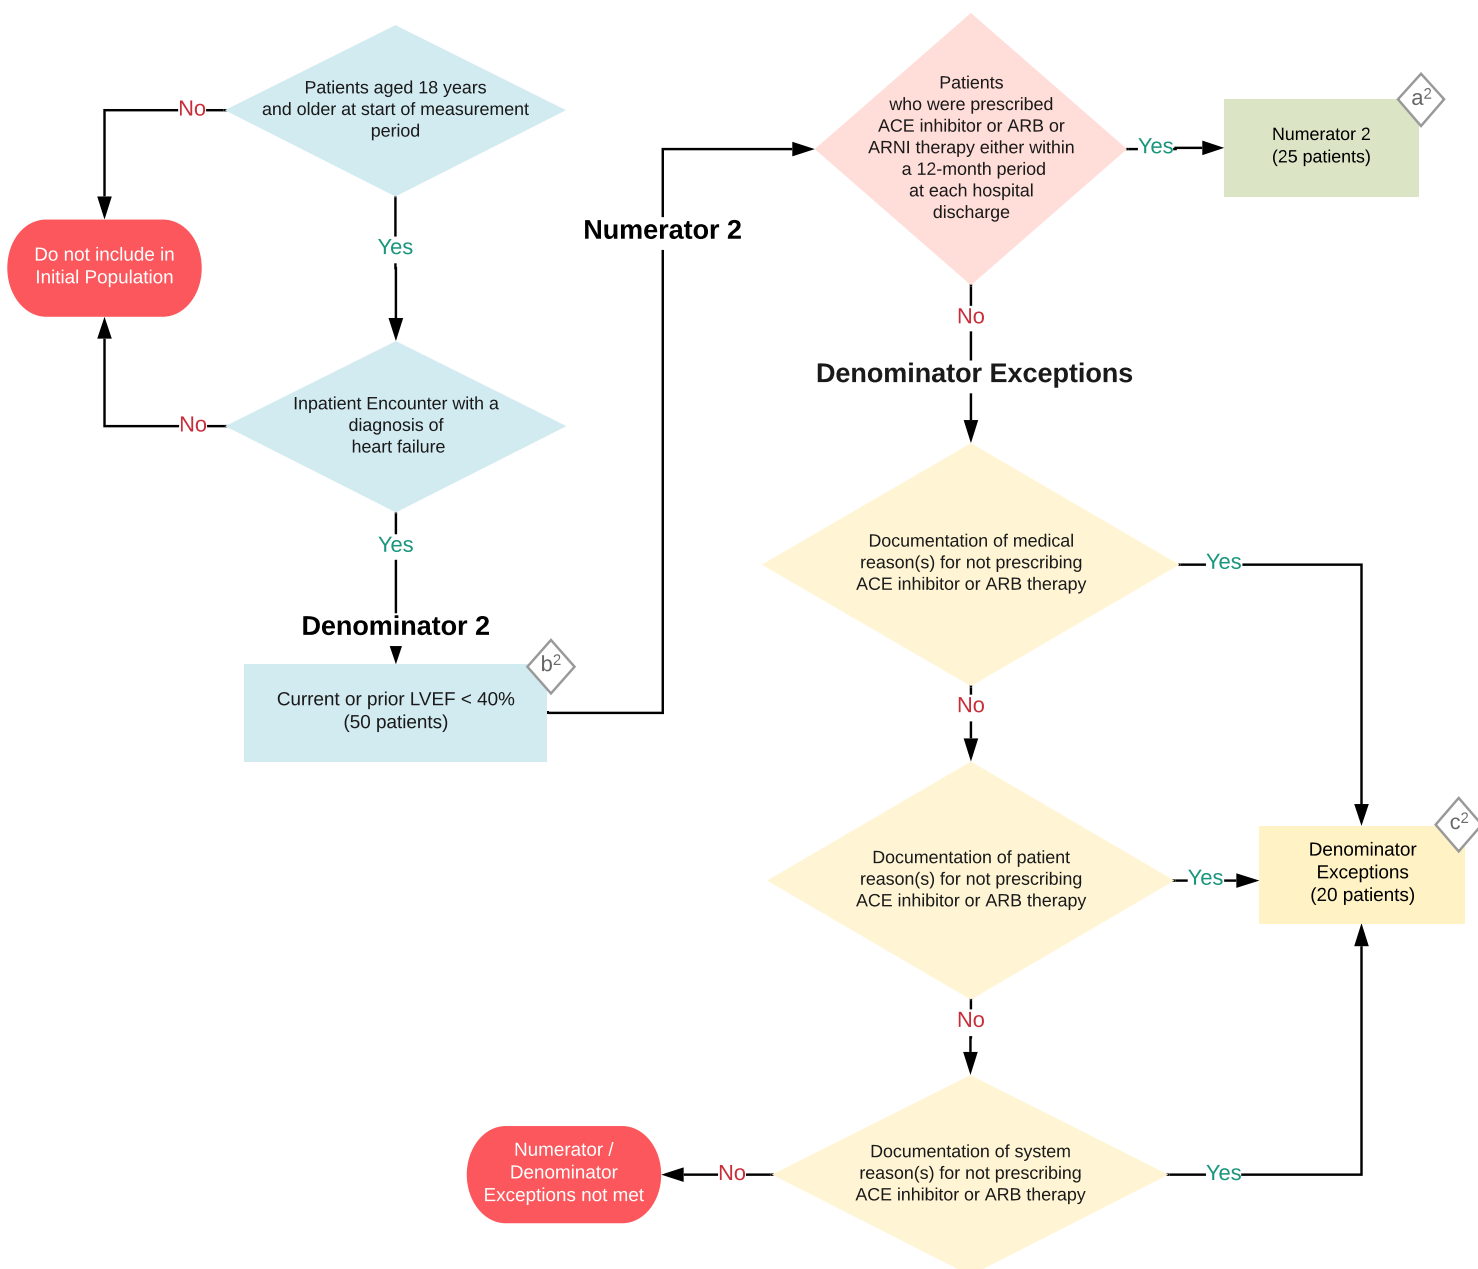 Patients aged 18 years
and older at start of measurement
period
No
Do not include in
Initial Population
Yes
Inpatient Encounter with a
diagnosis of
heart failure
No
Yes
Denominator 2
b²
Current or prior LVEF < 40%
(50 patients)
Numerator 2
Patients
who were prescribed
ACE inhibitor or ARB or
ARNI therapy either within
a 12-month period
at each hospital
discharge
Yes
a²
Numerator 2
(25 patients)
No
Denominator Exceptions
Documentation of medical
reason(s) for not prescribing
ACE inhibitor or ARB therapy
Yes
No
Documentation of patient
reason(s) for not prescribing
ACE inhibitor or ARB therapy
Yes
c²
Denominator
Exceptions
(20 patients)
No
Documentation of system
reason(s) for not prescribing
ACE inhibitor or ARB therapy
Yes
No
Numerator /
Denominator
Exceptions not met